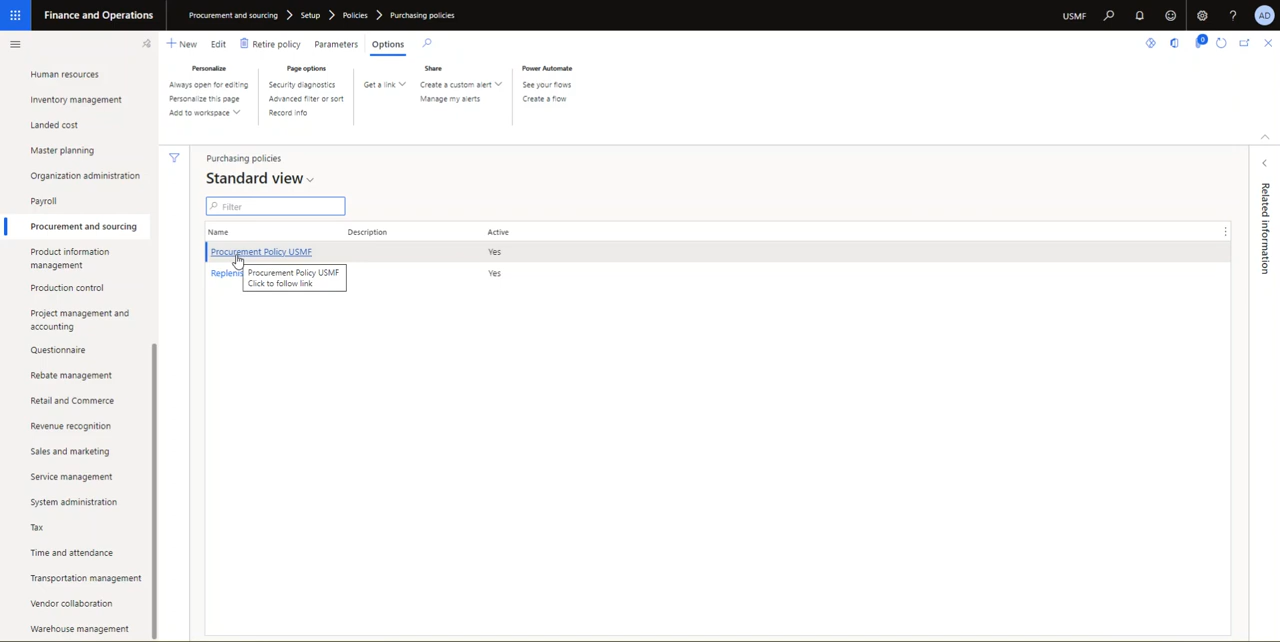 Finance and Operations
Procurement and sourcing
Setup
Policies
Purchasing policies
USMF
AD
New
Edit
Retire policy
Parameters
Options
0
Personalize
Always open for editing
Personalize this page
Add to workspace
Page options
Security diagnostics
Advanced filter or sort
Record info
Get a link
Share
Create a custom alert
Manage my alerts
Power Automate
See your flows
Create a flow
Human resources
Inventory management
Landed cost
Master planning
Organization administration
Payroll
Procurement and sourcing
Product information
management
Production control
Project management and
accounting
Questionnaire
Rebate management
Retail and Commerce
Revenue recognition
Sales and marketing
Service management
System administration
Tax
Time and attendance
Transportation management
Vendor collaboration
Warehouse management
Purchasing policies
Standard view
Filter
Name Description Active
Procurement Policy USMF Yes
Replenis Yes
Procurement Policy USMF
Click to follow link
Related information